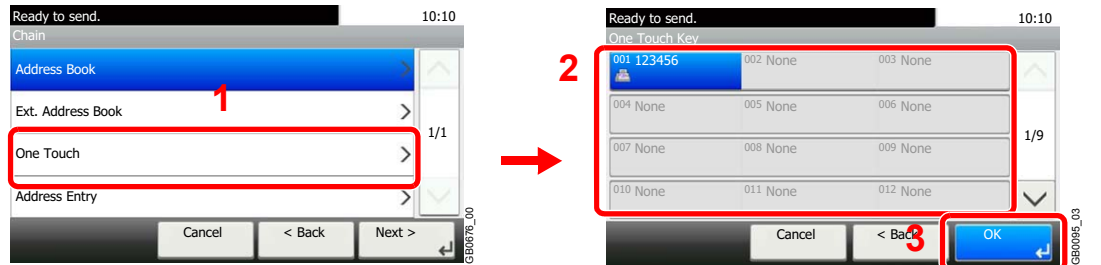 Ready to send.
10:10
Chain
Address Book
1
Ext. Address Book
1/1
One Touch
Address Entry
Cancel
< Back
Next >
GB0676_00
Ready to send.
10:10
One Touch Key
2
001 123456
002 None
003 None
004 None
005 None
006 None
1/9
007 None
008 None
009 None
010 None
011 None
012 None
Cancel
< Back
3
OK
GB0095_03